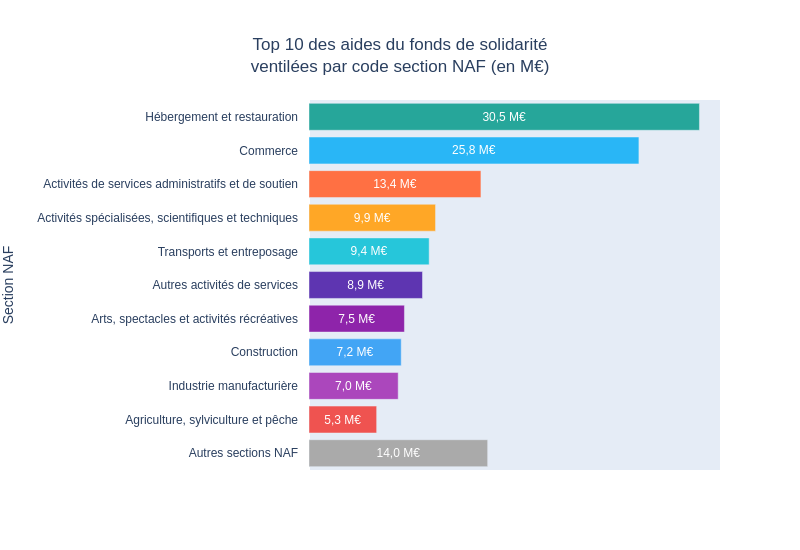 Top 10 des aides du fonds de solidarité
ventilées par code section NAF (en M€)
Section NAF
Hébergement et restauration 30,5 M€
Commerce 25,8 M€
Activités de services administratifs et de soutien 13,4 M€
Activités spécialisées, scientifiques et techniques 9,9 M€
Transports et entreposage 9,4 M€
Autres activités de services 8,9 M€
Arts, spectacles et activités récréatives 7,5 M€
Construction 7,2 M€
Industrie manufacturière 7,0 M€
Agriculture, sylviculture et pêche 5,3 M€
Autres sections NAF 14,0 M€